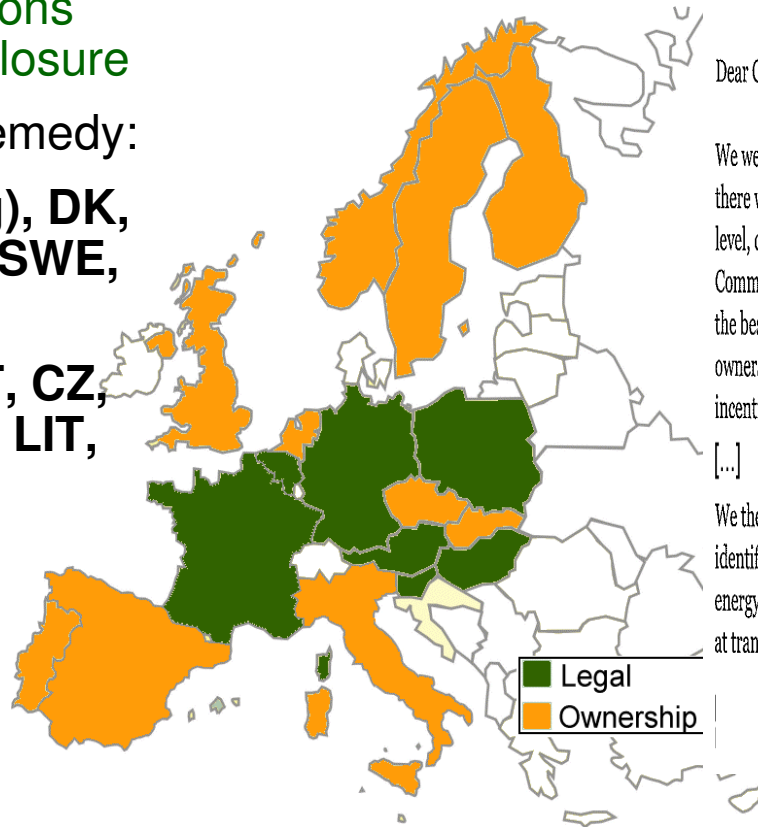 ons
losure
emedy:
), DK,
SWE,
, CZ,
LIT,
Legal
Ownership
Dear
We we
there
level,
Comm
the be
owners
incent
[...]
We the
identif
energy
at tran